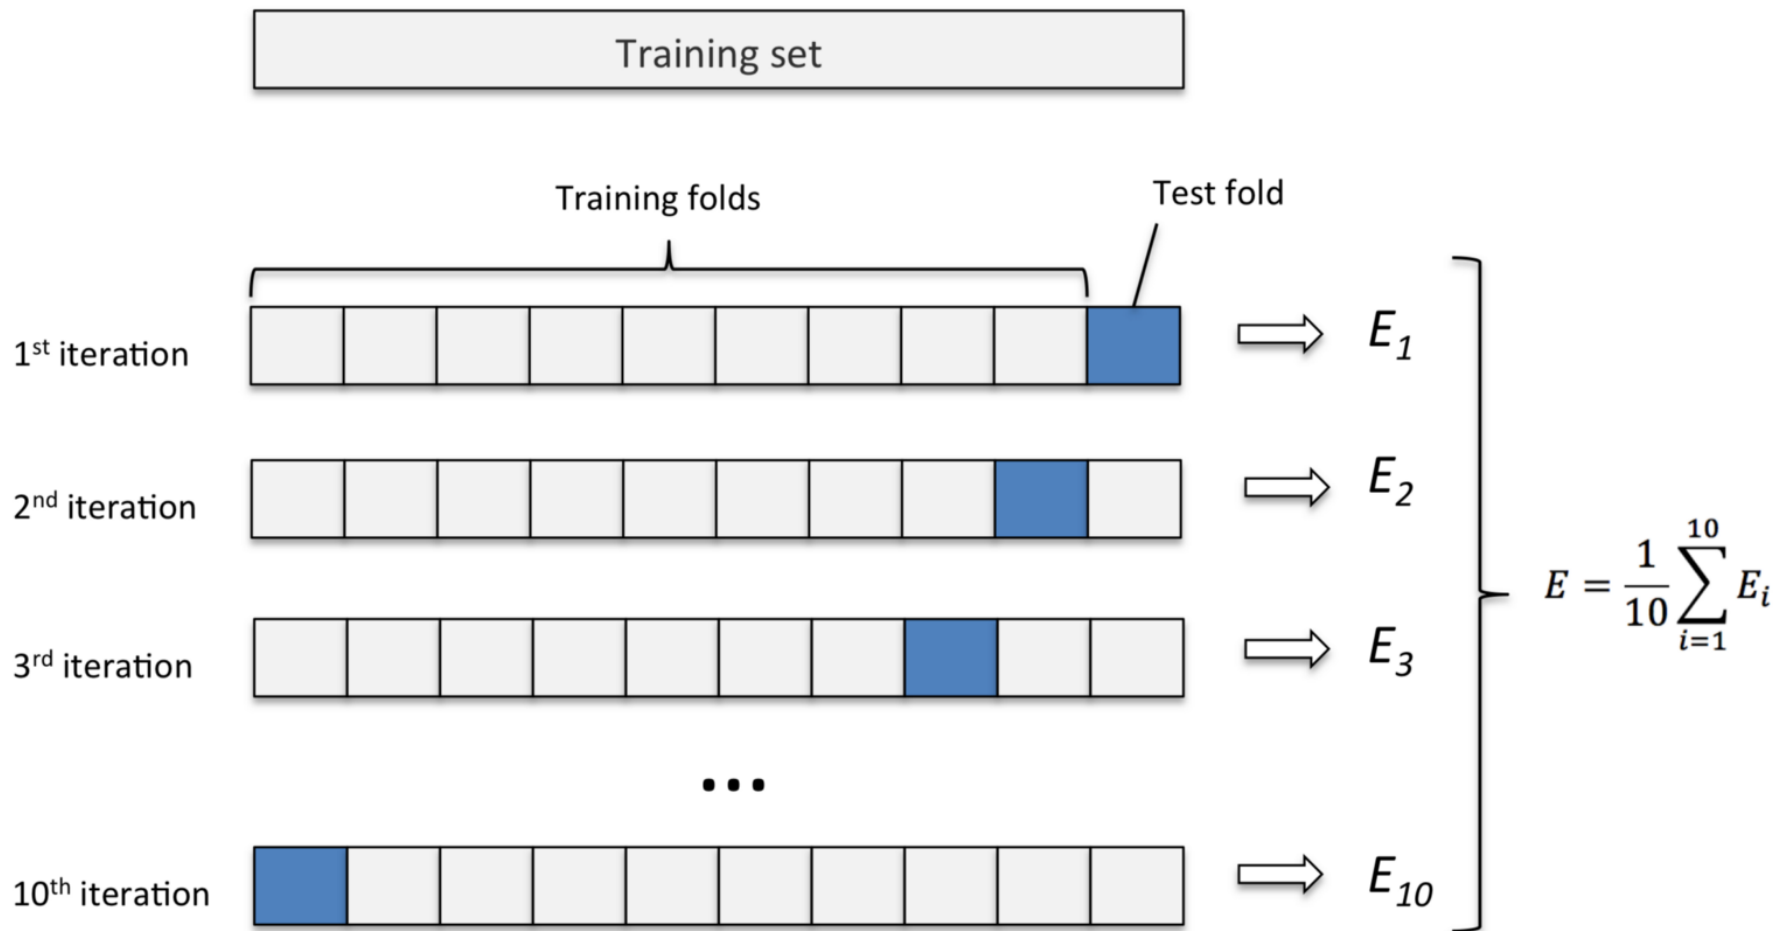 Training set
Training folds
Test fold
1st iteration
E1
2nd iteration
E2
3rd iteration
E3
...
10th iteration
E10
E = 1/10 ∑_{i=1}^{10} E_i